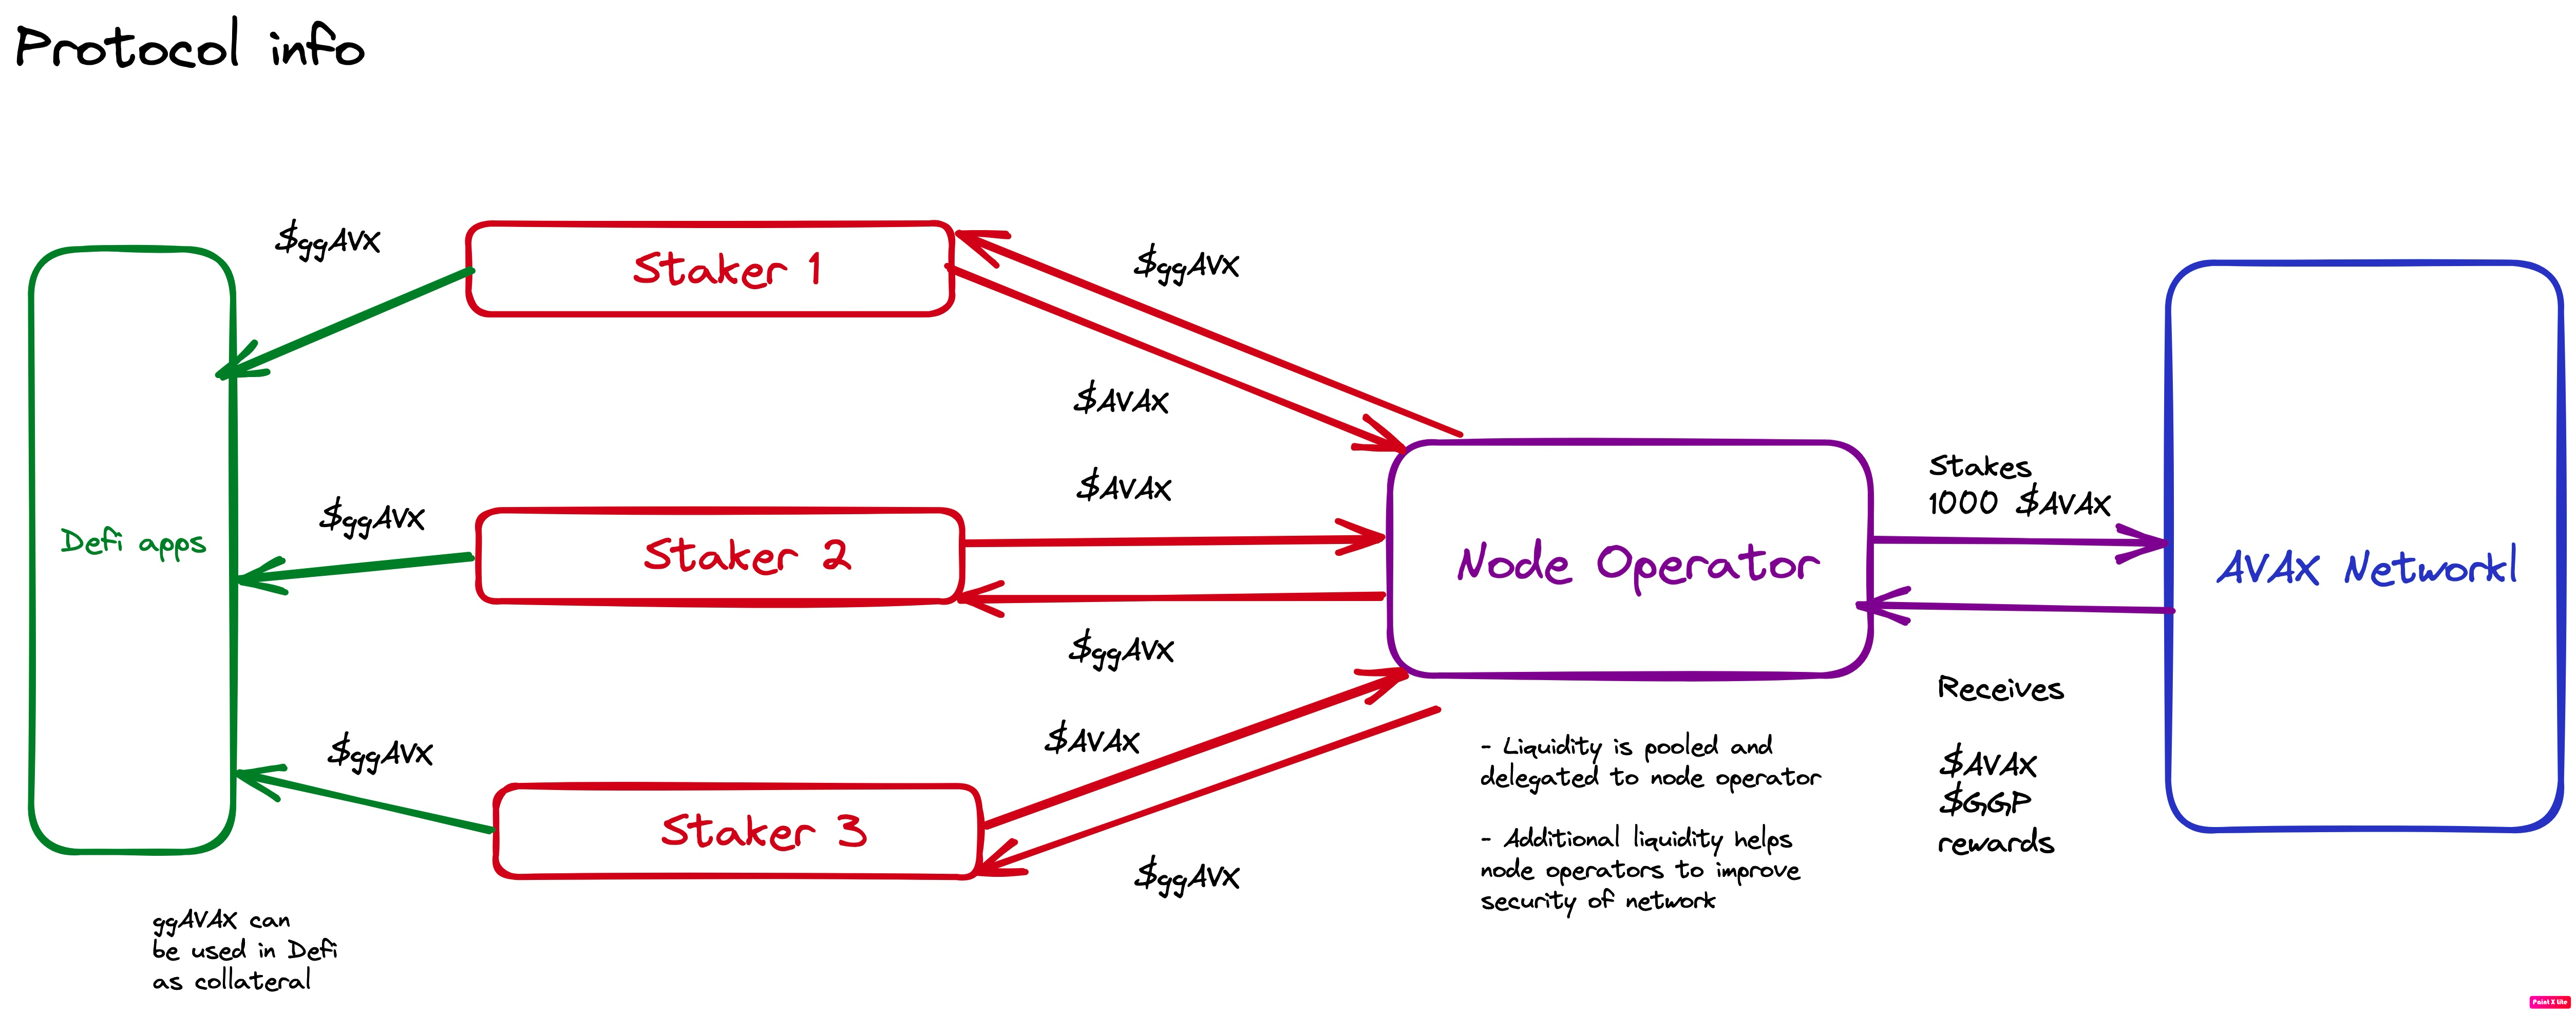 Protocol info
$ggAVX
Staker 1
$ggAVX
$AVAX
Defi apps
$ggAVX
Staker 2
$AVAX
$ggAVX
Node Operator
Stakes
1000 $AVAX
AVAX Networkl
Receives
$AVAX
$GGP
rewards
$ggAVX
Staker 3
$AVAX
$ggAVX
- Liquidity is pooled and
delegated to node operator
- Additional liquidity helps
node operators to improve
security of network
ggAVAX can
be used in Defi
as collateral
Paint X lite